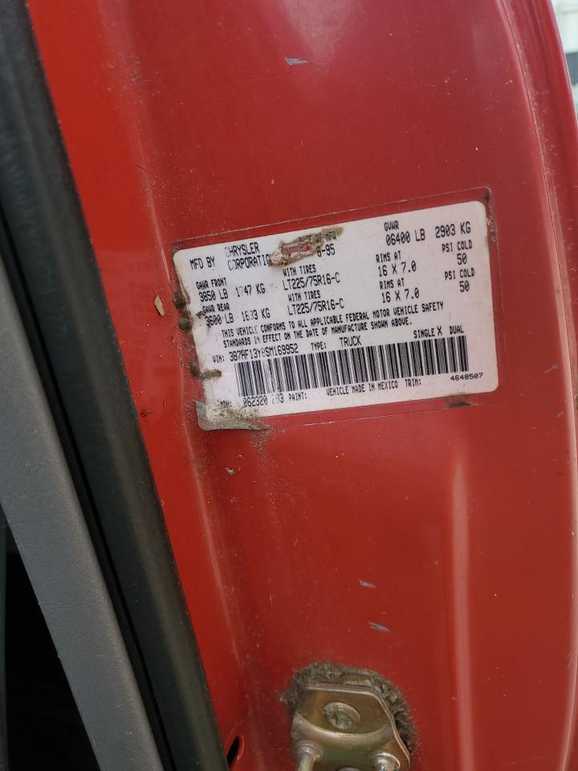 MFD BY CHRYSLER 6-95 GVWR
CORPORATION 06400 LB 2903 KG
GAWR FRONT WITH TIRES RIMS AT PSI COLD
3850 LB KG LT225/75R16-C 16 X 7.0 50
GAWR REAR WITH TIRES RIMS AT PSI COLD
KG LT225/75R16-C 16 X 7.0 50
THIS VEHICLE CONFORMS TO ALL APPLICABLE FEDERAL MOTOR VEHICLE SAFETY
STANDARDS IN EFFECT ON THE DATE OF MANUFACTURE SHOWN ABOVE.
VIN: TYPE: TRUCK SINGLE X DUAL
PAINT: VEHICLE MADE IN MEXICO TRIM:
4648507